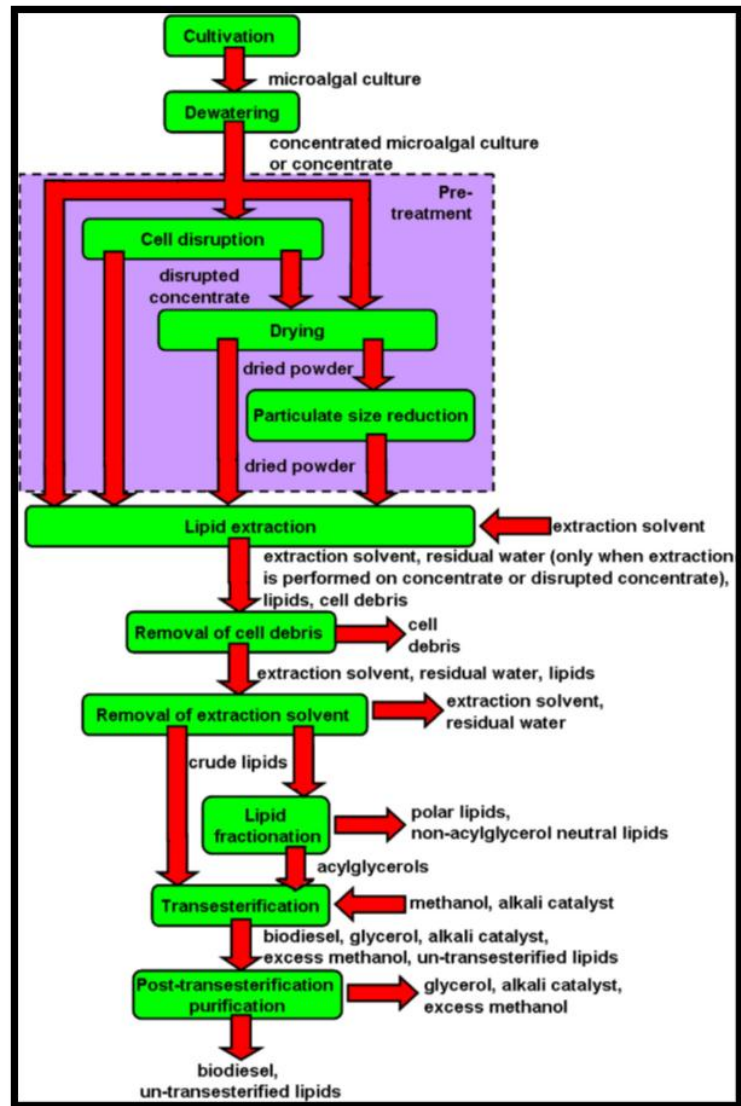 Cultivation
microalgal culture
Dewatering
concentrated microalgal culture
or concentrate
Pre-
treatment
Cell disruption
disrupted
concentrate
Drying
dried powder
Particulate size reduction
dried powder
Lipid extraction
extraction solvent
extraction solvent, residual water (only when extraction
is performed on concentrate or disrupted concentrate),
lipids, cell debris
Removal of cell debris
cell
debris
extraction solvent, residual water, lipids
Removal of extraction solvent
extraction solvent,
residual water
crude lipids
Lipid
fractionation
polar lipids,
non-acylglycerol neutral lipids
acylglycerols
Transesterification
methanol, alkali catalyst
biodiesel, glycerol, alkali catalyst,
excess methanol, un-transesterified lipids
Post-transesterification
purification
glycerol, alkali catalyst,
excess methanol
biodiesel,
un-transesterified lipids